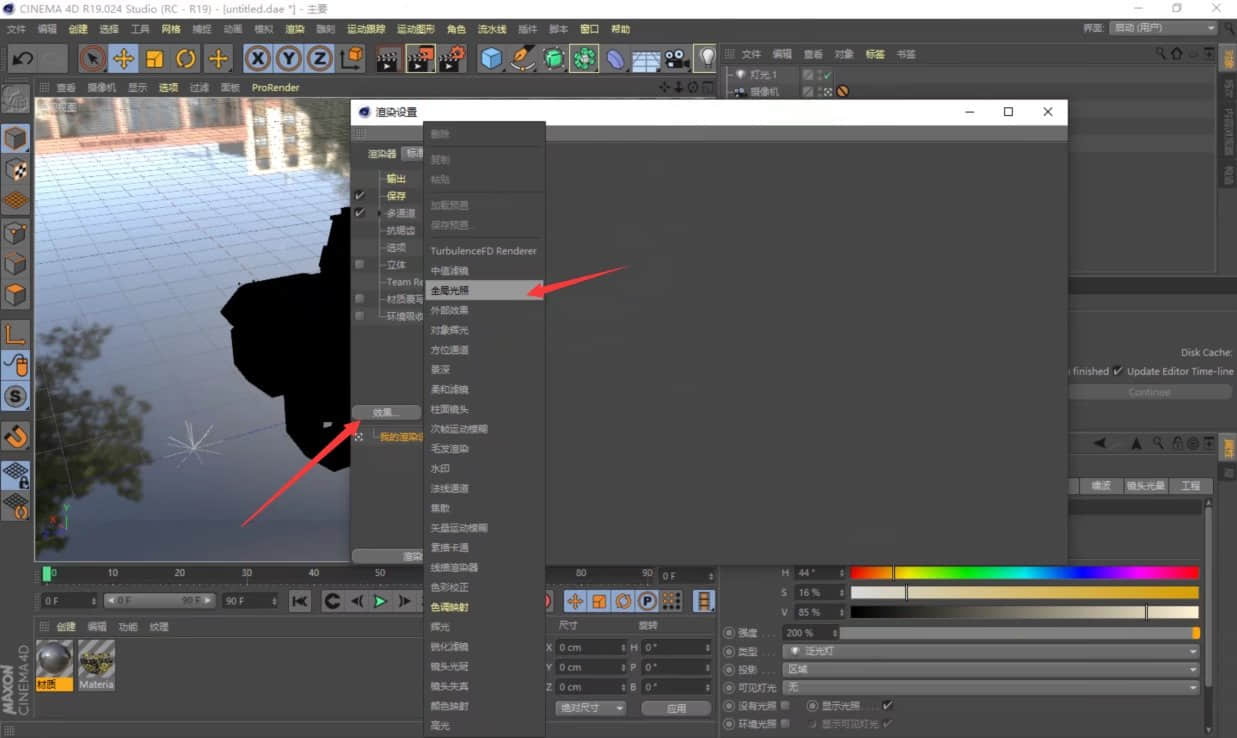 CINEMA 4D R19.024 Studio (RC - R19) - [untitled.dae *] - 主要
文件 编辑 创建 选择 工具 网格 捕捉 动画 模拟 渲染 雕刻 运动跟踪 运动图形 角色 流水线 插件 脚本 窗口 帮助
界面: 启动 (用户)
文件 编辑 查看 对象 标签 书签
查看 摄像机 显示 选项 过滤 面板 ProRender
灯光.1
摄像机
渲染设置
渲染器 标准
输出
保存
多通道
抗锯齿
选项
立体
Team Re
材质覆写
环境吸收
效果...
我的渲染设
渲染
删除
复制
粘贴
加载预置
保存预置...
TurbulenceFD Renderer
中值滤镜
全局光照
外部效果
对象辉光
方位通道
景深
柔和滤镜
柱面镜头
次帧运动模糊
毛发渲染
水印
法线通道
焦散
矢量运动模糊
素描卡通
线描渲染器
色彩校正
色调映射
辉光
锐化滤镜
镜头光斑
镜头失真
颜色映射
高光
Disk Cache:
finished Update Editor Time-line
Continue
端波 镜头光晕 工程
0 10 20 30 40 50 80 90 0 F
0 F 0 F 90 F 90 F
H 44 °
S 16 %
V 85 %
强度 . . . . 200 %
类型 . . . . 泛光灯
投影 . . . . 区域
可见灯光 无
没有光照 显示光照 . . . .
环境光照 显示可见灯光
创建 编辑 功能 纹理
材质 Materia
尺寸 旋转
X 0 cm H 0 °
Y 0 cm P 0 °
Z 0 cm B 0 °
绝对尺寸 应用
MAXON
CINEMA4D